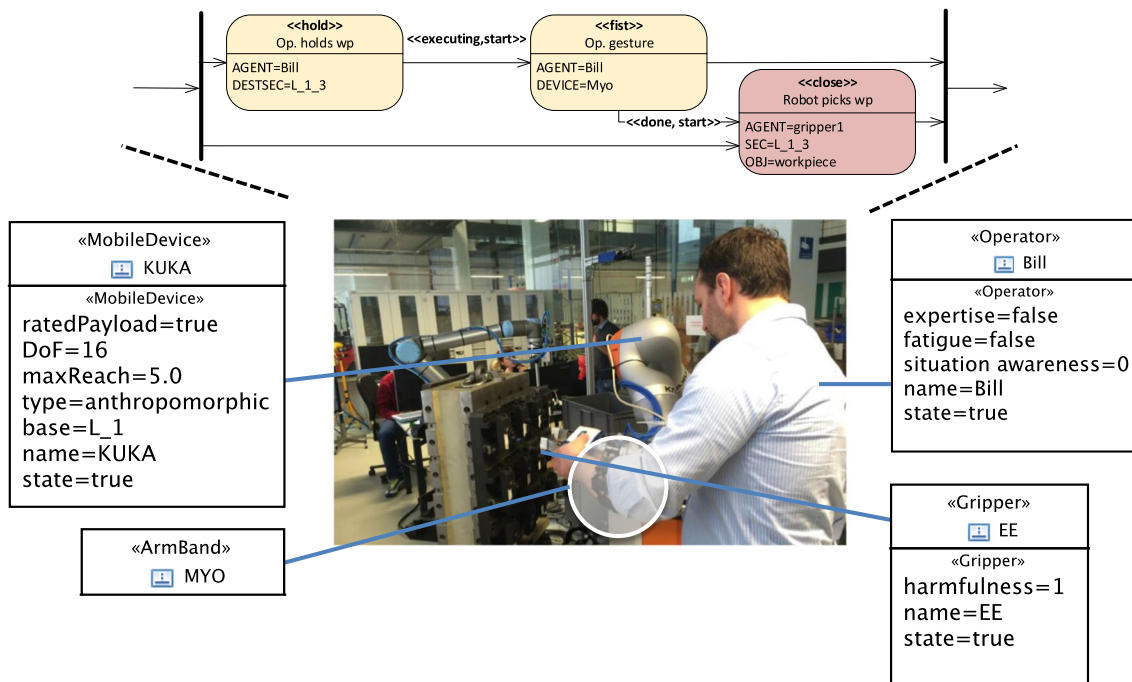 <<hold>>
Op. holds wp
AGENT=Bill
DESTSEC=L_1_3
<<executing,start>>
<<fist>>
Op. gesture
AGENT=Bill
DEVICE=Myo
<<done, start>>
<<close>>
Robot picks wp
AGENT=gripper1
SEC=L_1_3
OBJ=workpiece
«MobileDevice»
KUKA
«MobileDevice»
ratedPayload=true
DoF=16
maxReach=5.0
type=anthropomorphic
base=L_1
name=KUKA
state=true
«ArmBand»
MYO
«Operator»
Bill
«Operator»
expertise=false
fatigue=false
situation awareness=0
name=Bill
state=true
«Gripper»
EE
«Gripper»
harmfulness=1
name=EE
state=true